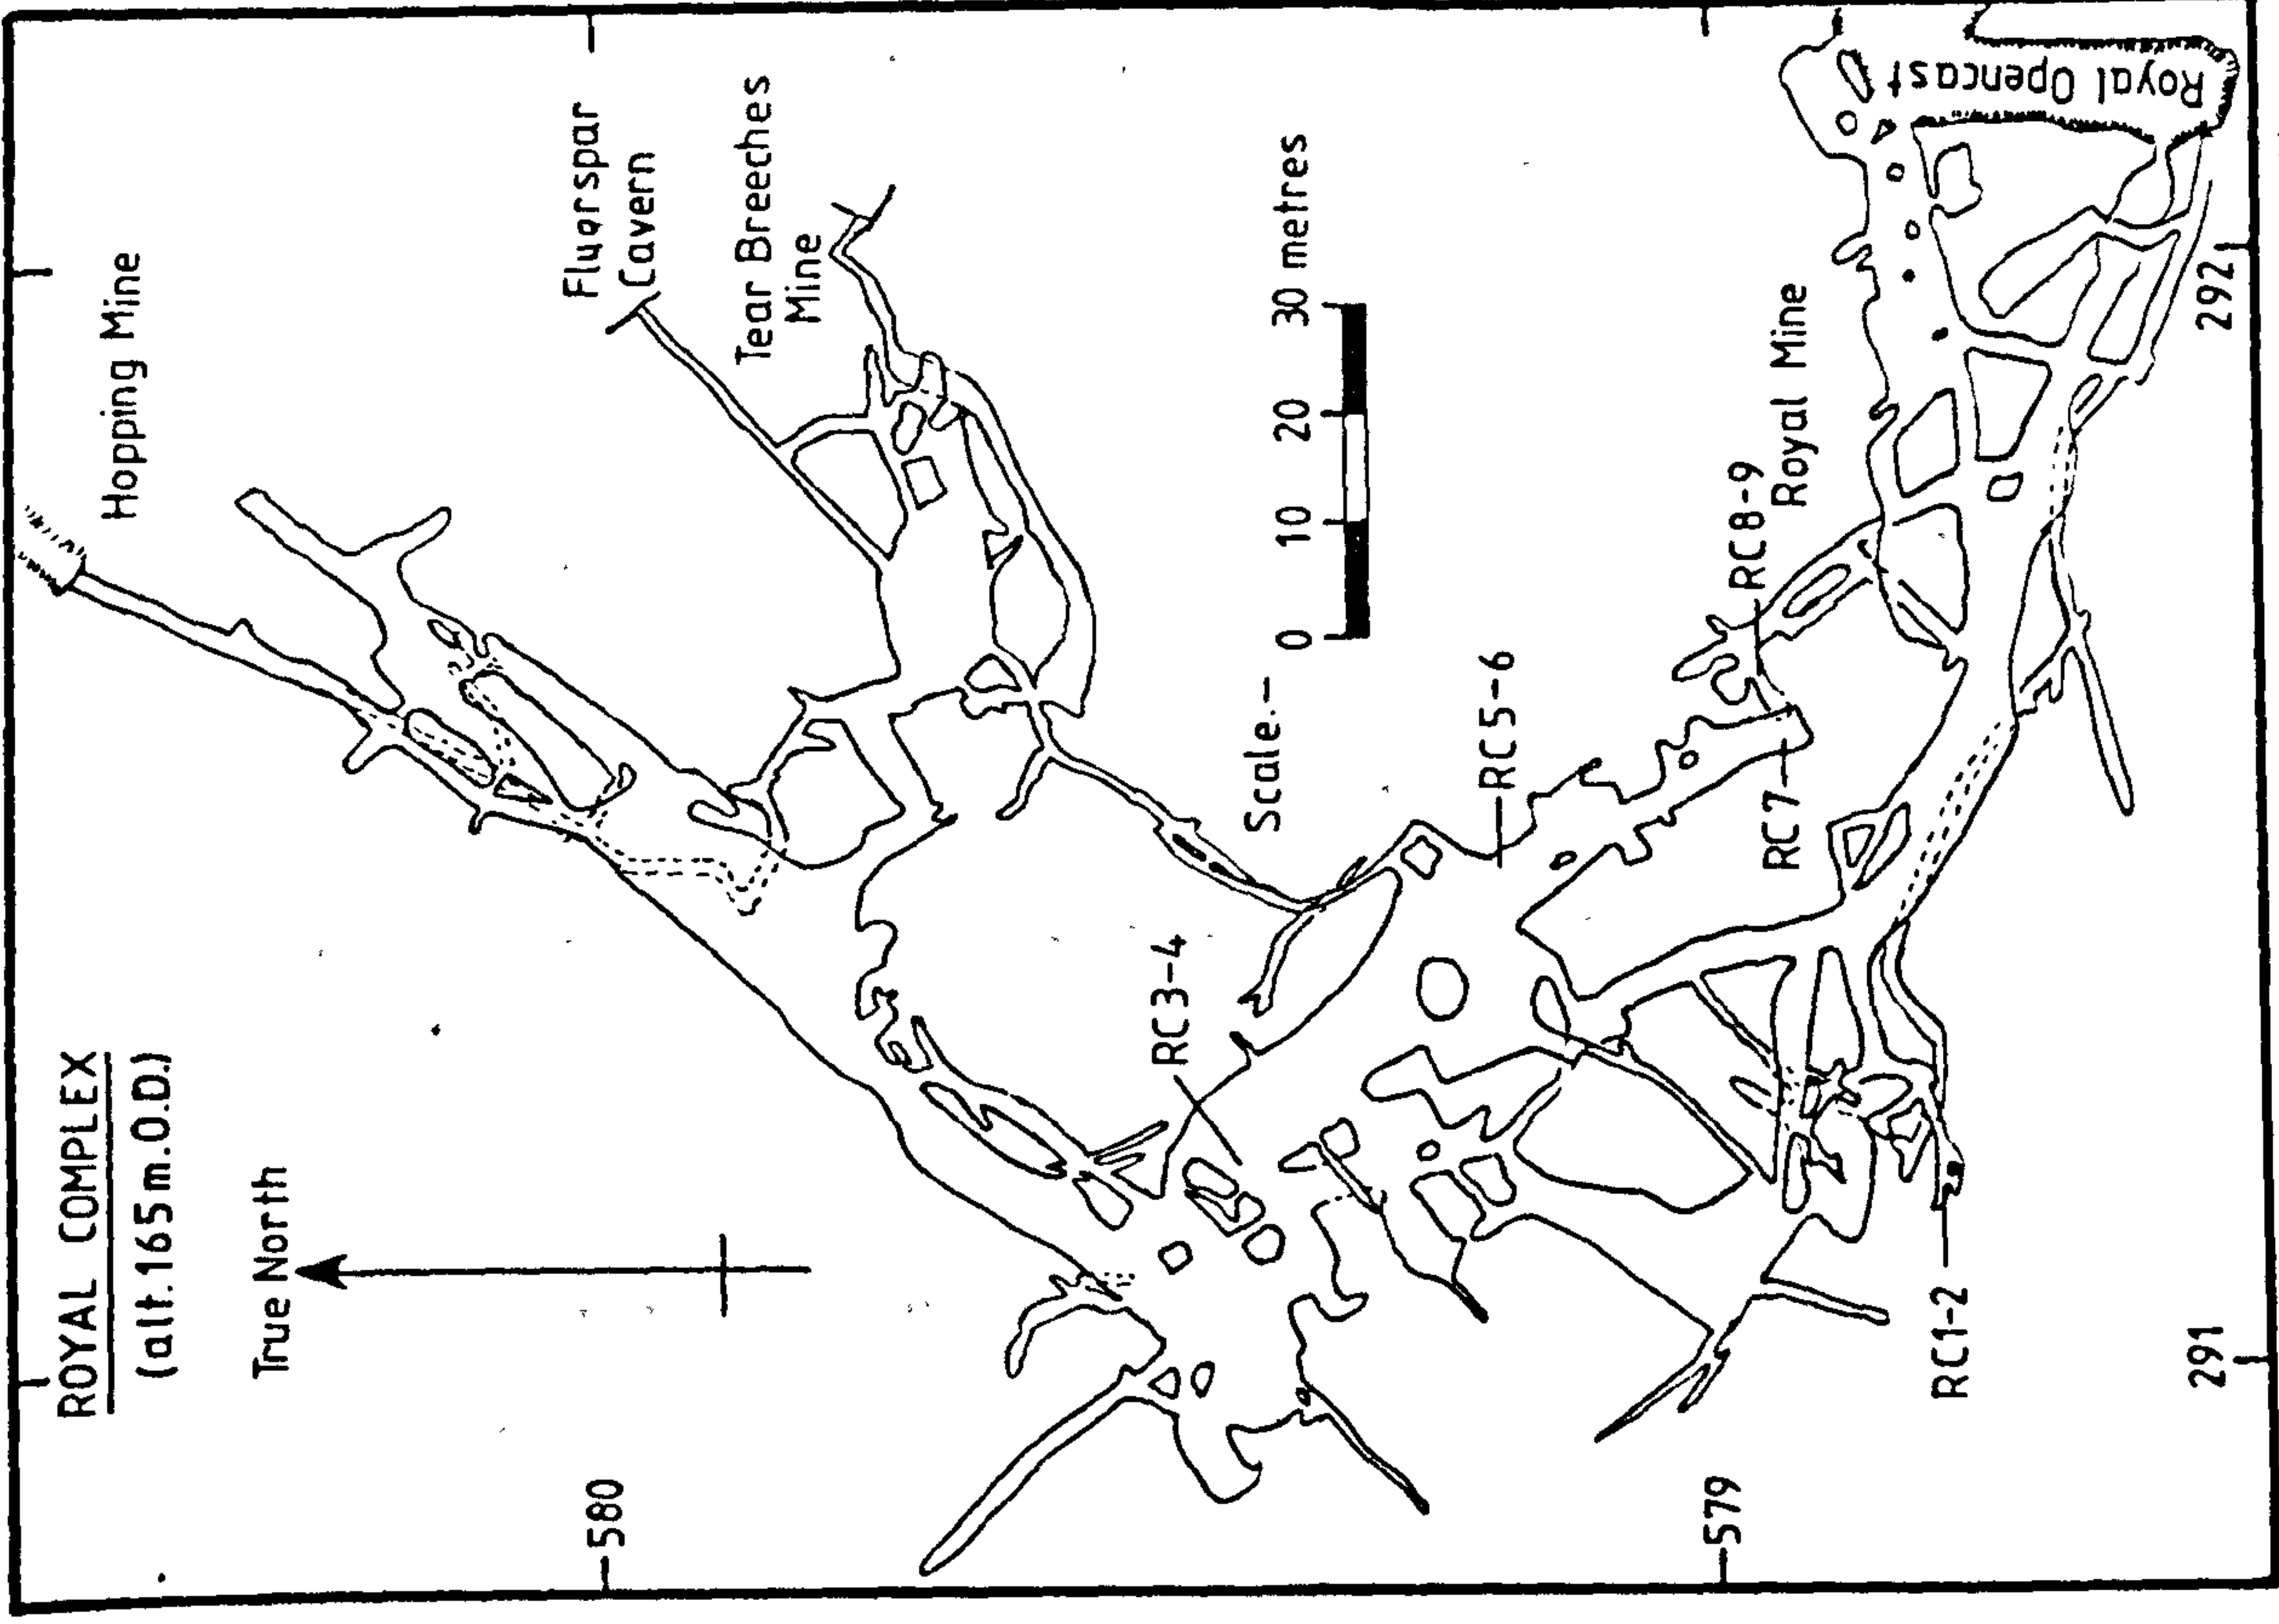 ROYAL COMPLEX
(alt.165m.O.D.)
True North
Hopping Mine
Fluorspar
Cavern
Tear Breeches
Mine
580
RC3-4
Scale:-
0 10 20 30 metres
RC5-6
RC7
RC8-9
Royal Mine
579
RC1-2
Royal Opencast
291
292